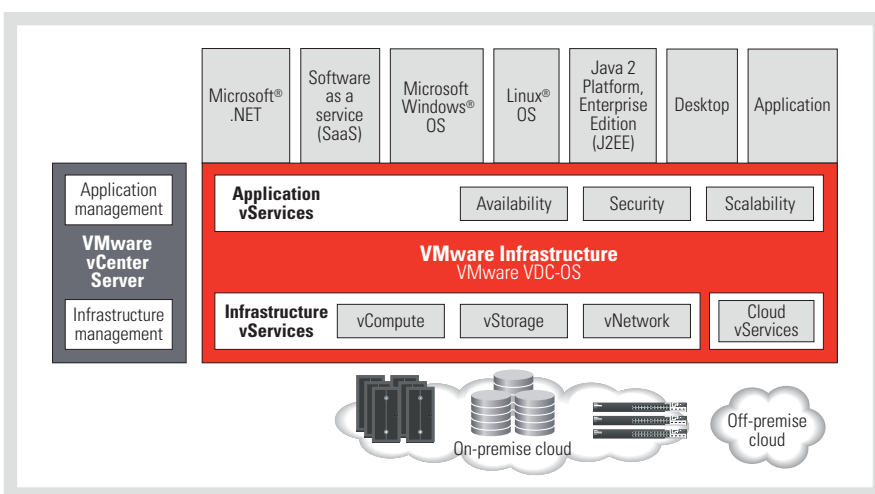 Microsoft®
.NET
Software
as a
service
(SaaS)
Microsoft
Windows®
OS
Linux®
OS
Java 2
Platform,
Enterprise
Edition
(J2EE)
Desktop
Application
Application
management
VMware
vCenter
Server
Infrastructure
management
Application
vServices
Availability
Security
Scalability
VMware Infrastructure
VMware VDC-OS
Infrastructure
vServices
vCompute
vStorage
vNetwork
Cloud
vServices
On-premise cloud
Off-premise
cloud